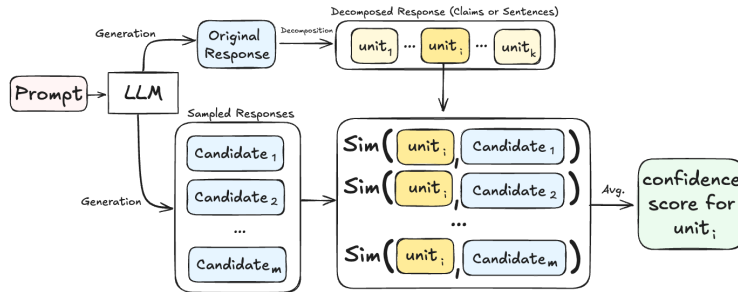 Decomposed Response (Claims or Sentences)
Generation
Original
Response
Decomposition
unit₁ ... unitᵢ ... unitₖ
Prompt
LLM
Sampled Responses
Generation
Candidate₁
Candidate₂
...
Candidateₘ
Sim(unitᵢ, Candidate₁)
Sim(unitᵢ, Candidate₂)
...
Sim(unitᵢ, Candidateₘ)
Avg.
confidence
score for
unitᵢ